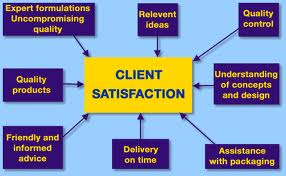 Expert formulations
Uncompromising
quality
Relevent
ideas
Quality
control
Quality
products
CLIENT
SATISFACTION
Understanding
of concepts
and design
Friendly and
informed
advice
Delivery
on time
Assistance
with packaging